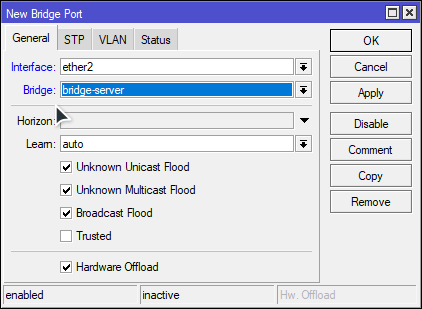 New Bridge Port
General STP VLAN Status
Interface: ether2
Bridge: bridge-server
Horizon:
Learn: auto
Unknown Unicast Flood
Unknown Multicast Flood
Broadcast Flood
Trusted
Hardware Offload
OK
Cancel
Apply
Disable
Comment
Copy
Remove
enabled inactive Hw. Offload